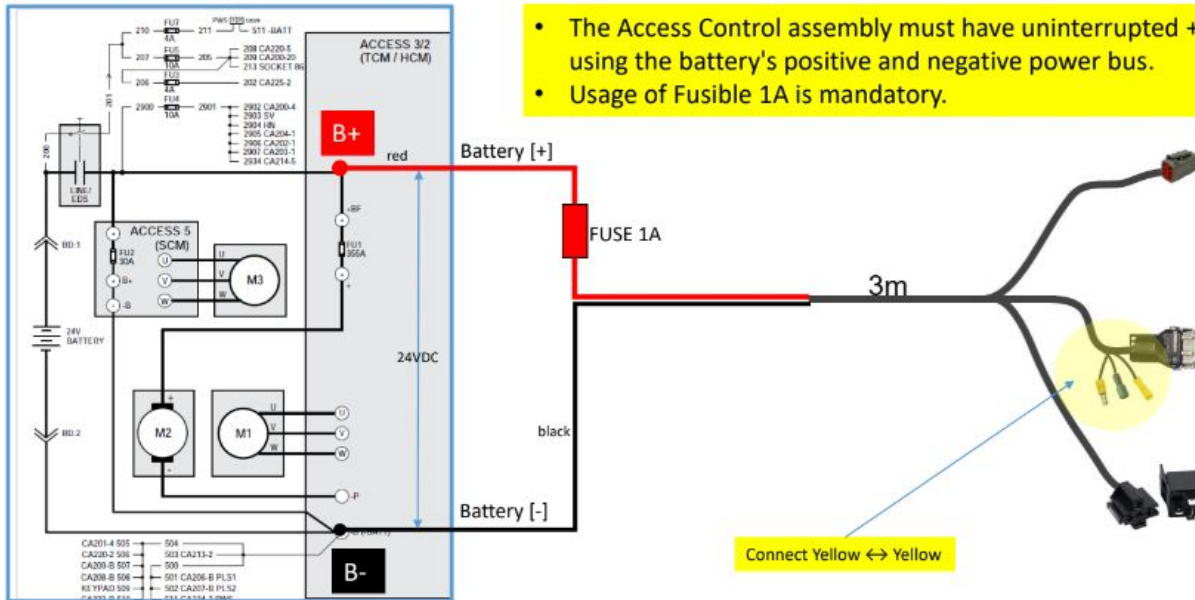 • The Access Control assembly must have uninterrupted +
using the battery's positive and negative power bus.
• Usage of Fusible 1A is mandatory.
210 FU7 4A 211 511 -BATT
207 FU5 10A 205
208 CA220-5
209 CA200-20
213 SOCKET 86
206 FU3 4A 202 CA225-2
2900 FU4 10A 2901
2902 CA200-4
2903 SV
2904 HN
2905 CA204-1
2906 CA202-1
2907 CA203-1
2934 CA214-5
201
200
LINE/
EDS
ACCESS 3/2
(TCM / HCM)
B+
red
Battery [+]
FUSE 1A
3m
+BF
FU1
355A
+
ACCESS 5
(SCM)
+
FU2
30A
B+
-B
U
V
W
M3
BD:1
24V
BATTERY
BD:2
24VDC
+
M2
-
M1
U
V
W
U
V
W
-P
black
Battery [-]
B-
CA201-4 505
CA220-2 506
CA209-B 507
CA208-B 508
KEYPAD 509
504
503 CA213-2
500
501 CA206-B PLS1
502 CA207-B PLS2
Connect Yellow ↔ Yellow